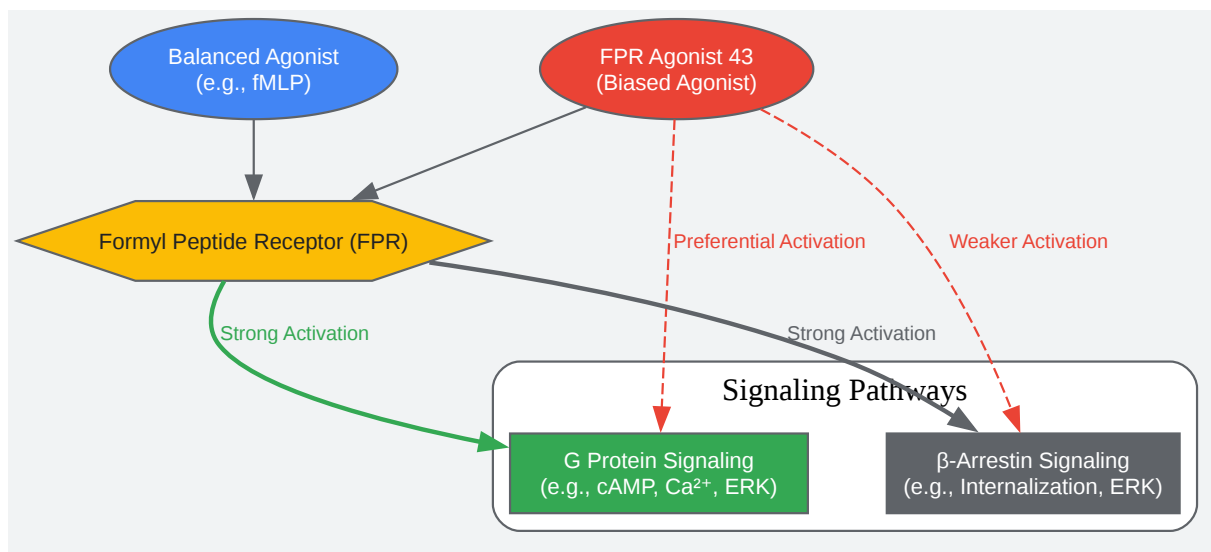 Balanced Agonist
(e.g., fMLP)
FPR Agonist 43
(Biased Agonist)
Formyl Peptide Receptor (FPR)
Preferential Activation
Weaker Activation
Strong Activation
Strong Activation
Signaling Pathways
G Protein Signaling
(e.g., cAMP, Ca²⁺, ERK)
β-Arrestin Signaling
(e.g., Internalization, ERK)